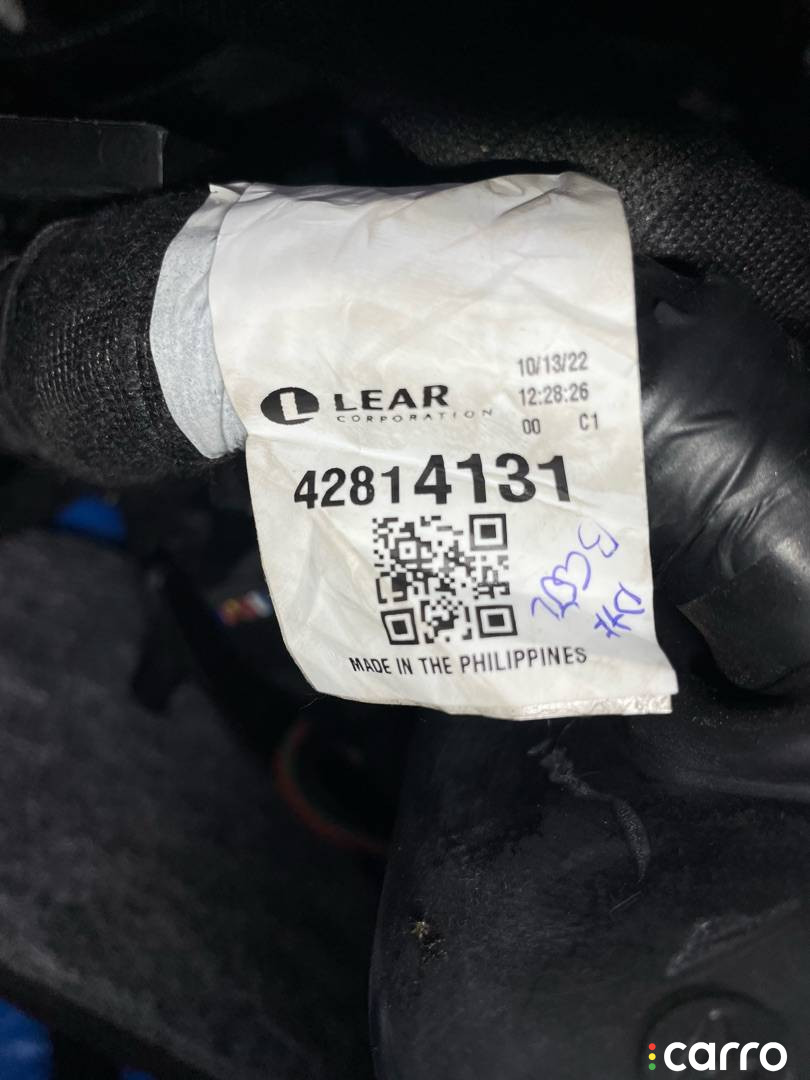 10/13/22
LEAR
CORPORATION
12:28:26
00 C1
42814131
MADE IN THE PHILIPPINES
carro